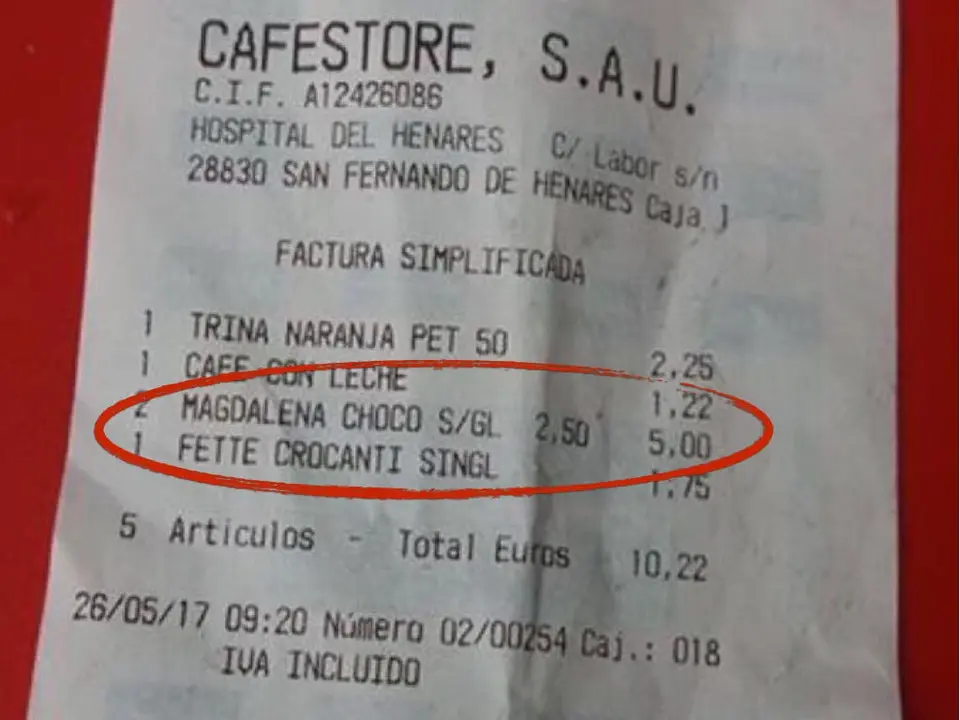 CAFESTORE, S.A.U.
C.I.F. A12426086
HOSPITAL DEL HENARES C/ Labor s/n
28830 SAN FERNANDO DE HENARES Caja 1
FACTURA SIMPLIFICADA
1 TRINA NARANJA PET 50 2,25
1 CAFE CON LECHE 1,22
2 MAGDALENA CHOCO S/GL 2,50 5,00
1 FETTE CROCANTI SINGL 1,75
5 Articulos - Total Euros 10,22
26/05/17 09:20 Número 02/00254 Caj.: 018
IVA INCLUIDO